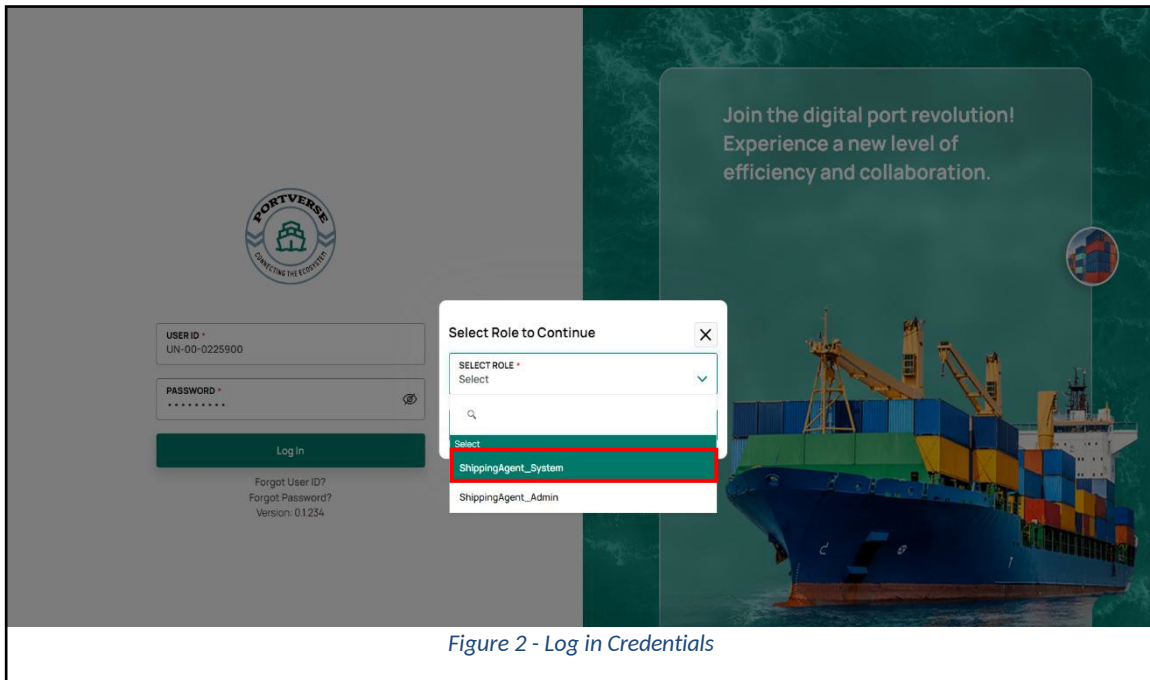 PORTVERSE
CONNECTING THE ECOSYSTEM
USER ID *
UN-00-0225900
PASSWORD *
•••••••••
Log In
Forgot User ID?
Forgot Password?
Version: 0.1.234
Select Role to Continue
X
SELECT ROLE *
Select
Select
ShippingAgent_System
ShippingAgent_Admin
Join the digital port revolution!
Experience a new level of
efficiency and collaboration.
Figure 2 - Log in Credentials